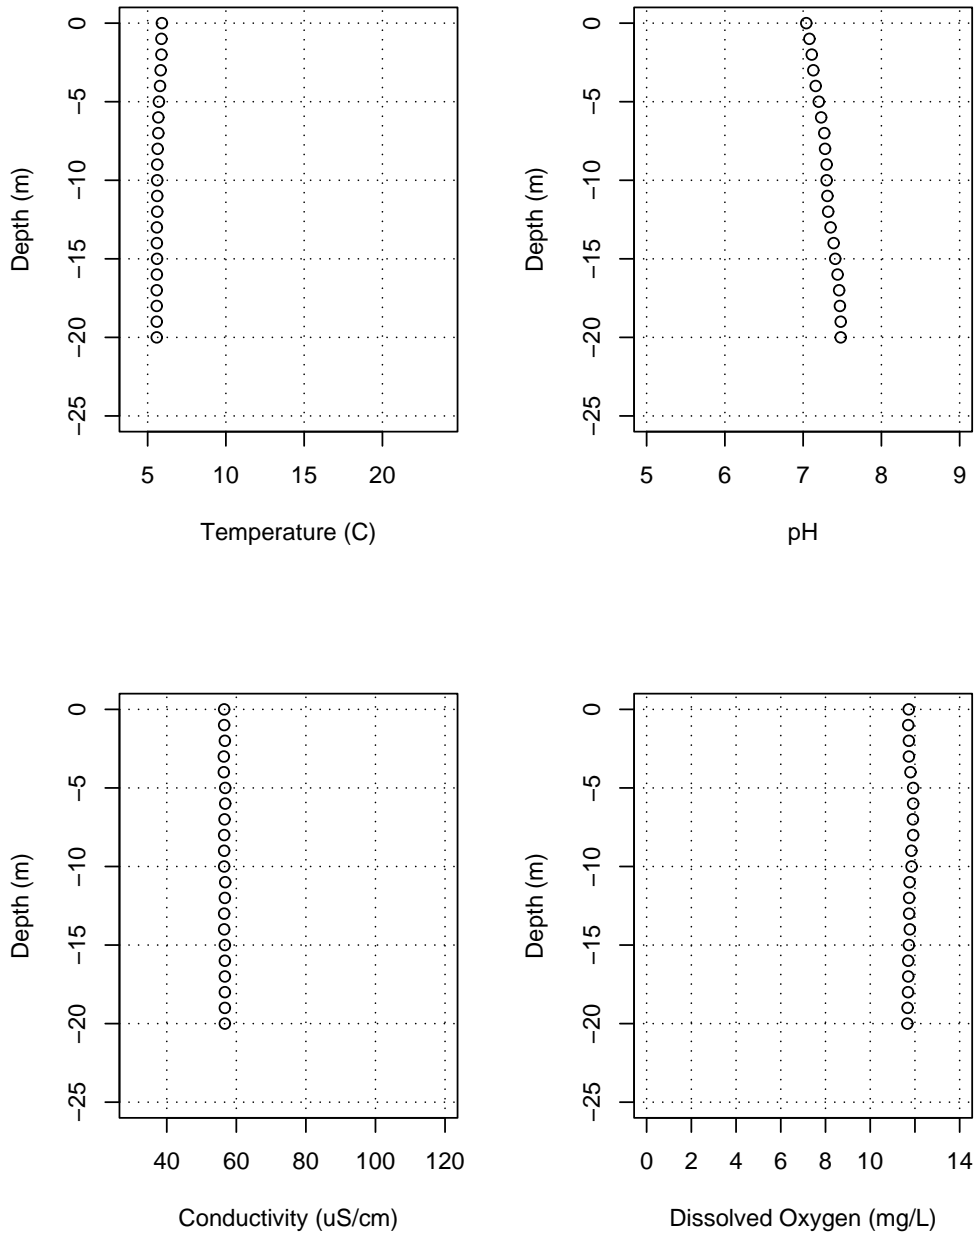 0
−5
−10
−15
−20
−25
Depth (m)
5 10 15 20
Temperature (C)
0
−5
−10
−15
−20
−25
Depth (m)
5 6 7 8 9
pH
0
−5
−10
−15
−20
−25
Depth (m)
40 60 80 100 120
Conductivity (uS/cm)
0
−5
−10
−15
−20
−25
Depth (m)
0 2 4 6 8 10 14
Dissolved Oxygen (mg/L)